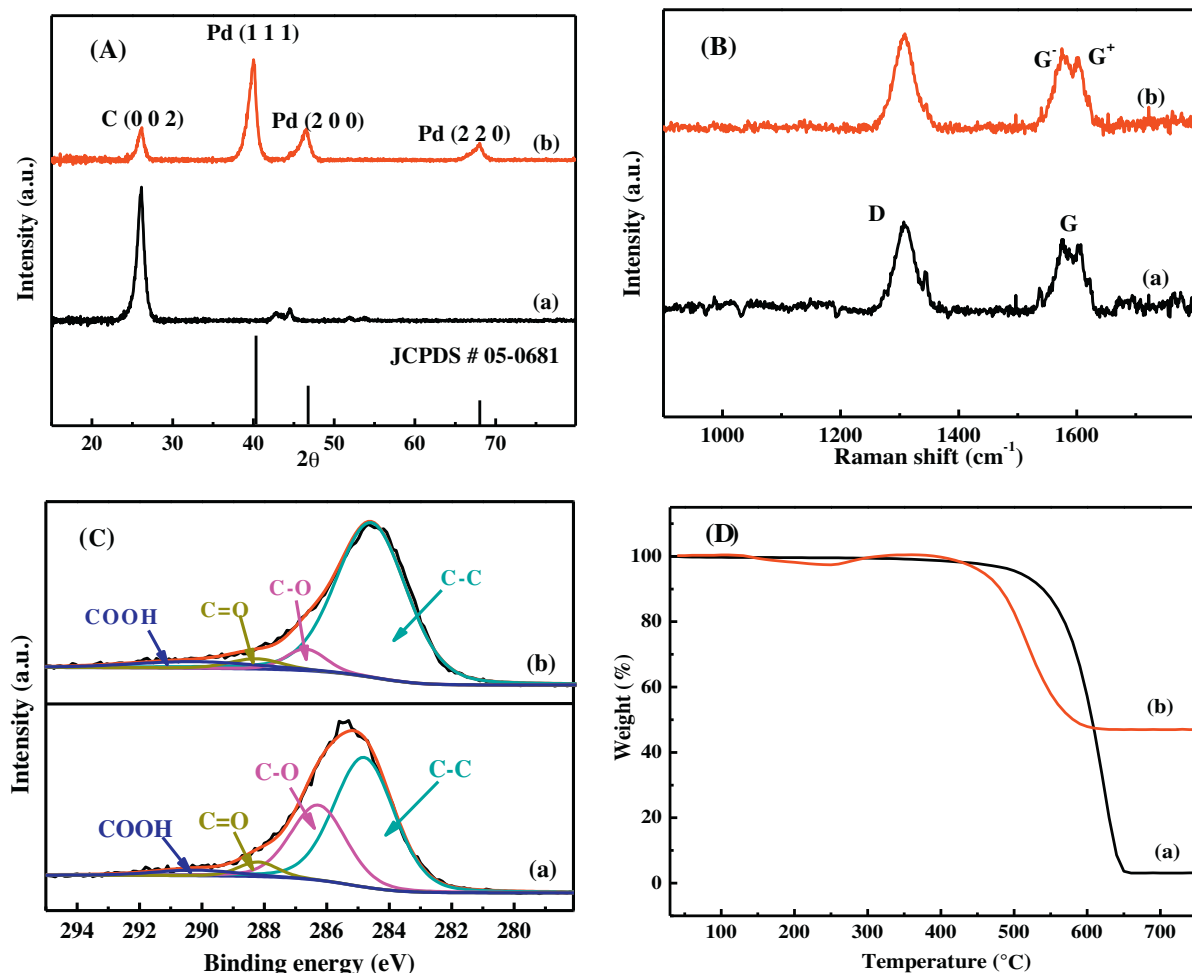 (A)
Pd (1 1 1)
C (0 0 2)
Pd (2 0 0)
Pd (2 2 0)
(b)
(a)
JCPDS # 05-0681
Intensity (a.u.)
20 30 40 50 60 70
2θ
(B)
G- G+
(b)
D
G
(a)
Intensity (a.u.)
1000 1200 1400 1600
Raman shift (cm-1)
(C)
C-C
C-O
C=O
COOH
(b)
C-O
C-C
C=O
COOH
(a)
Intensity (a.u.)
294 292 290 288 286 284 282 280
Binding energy (eV)
(D)
100
80
60
40
20
0
Weight (%)
(b)
(a)
100 200 300 400 500 600 700
Temperature (°C)